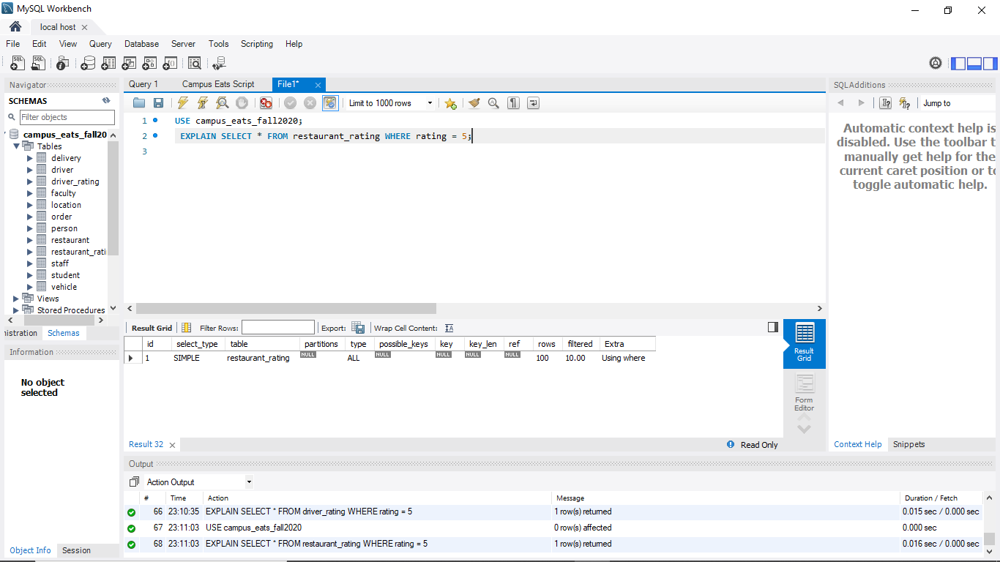 MySQL Workbench
local host
File Edit View Query Database Server Tools Scripting Help
Navigator
SCHEMAS
Filter objects
campus_eats_fall20
Tables
delivery
driver
driver_rating
faculty
location
order
person
restaurant
restaurant_rati
staff
student
vehicle
Views
Stored Procedures
nistration Schemas
Information
No object
selected
Object Info Session
Query 1 Campus Eats Script File1*
Limit to 1000 rows
1 USE campus_eats_fall2020;
2 EXPLAIN SELECT * FROM restaurant_rating WHERE rating = 5;
3
Result Grid Filter Rows: Export: Wrap Cell Content:
id select_type table partitions type possible_keys key key_len ref rows filtered Extra
1 SIMPLE restaurant_rating NULL ALL NULL NULL NULL NULL 100 10.00 Using where
Result
Grid
Form
Editor
Result 32 Read Only
SQLAdditions
Jump to
Automatic context help is
disabled. Use the toolbar t
manually get help for the
current caret position or to
toggle automatic help.
Context Help Snippets
Output
Action Output
# Time Action Message Duration / Fetch
66 23:10:35 EXPLAIN SELECT * FROM driver_rating WHERE rating = 5 1 row(s) returned 0.015 sec / 0.000 sec
67 23:11:03 USE campus_eats_fall2020 0 row(s) affected 0.000 sec
68 23:11:03 EXPLAIN SELECT * FROM restaurant_rating WHERE rating = 5 1 row(s) returned 0.016 sec / 0.000 sec